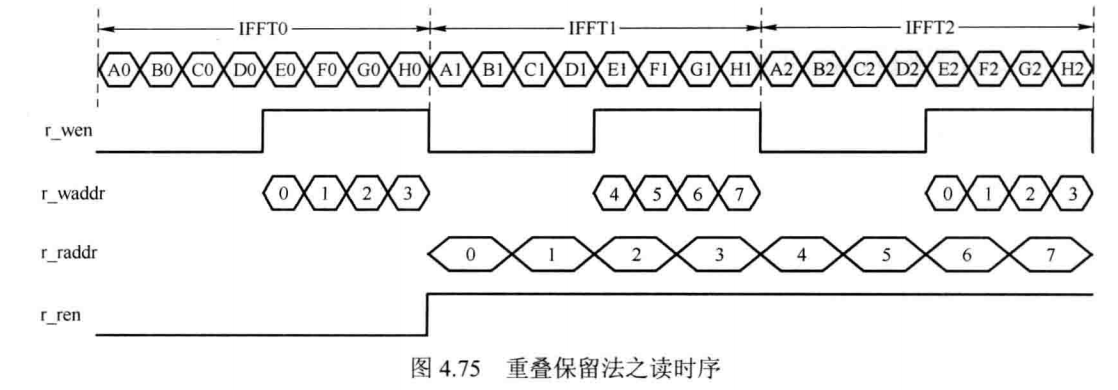 IFFT0 IFFT1 IFFT2
A0 B0 C0 D0 E0 F0 G0 H0 A1 B1 C1 D1 E1 F1 G1 H1 A2 B2 C2 D2 E2 F2 G2 H2
r_wen
r_waddr 0 1 2 3 4 5 6 7 0 1 2 3
r_raddr 0 1 2 3 4 5 6 7
r_ren
图 4.75 重叠保留法之读时序